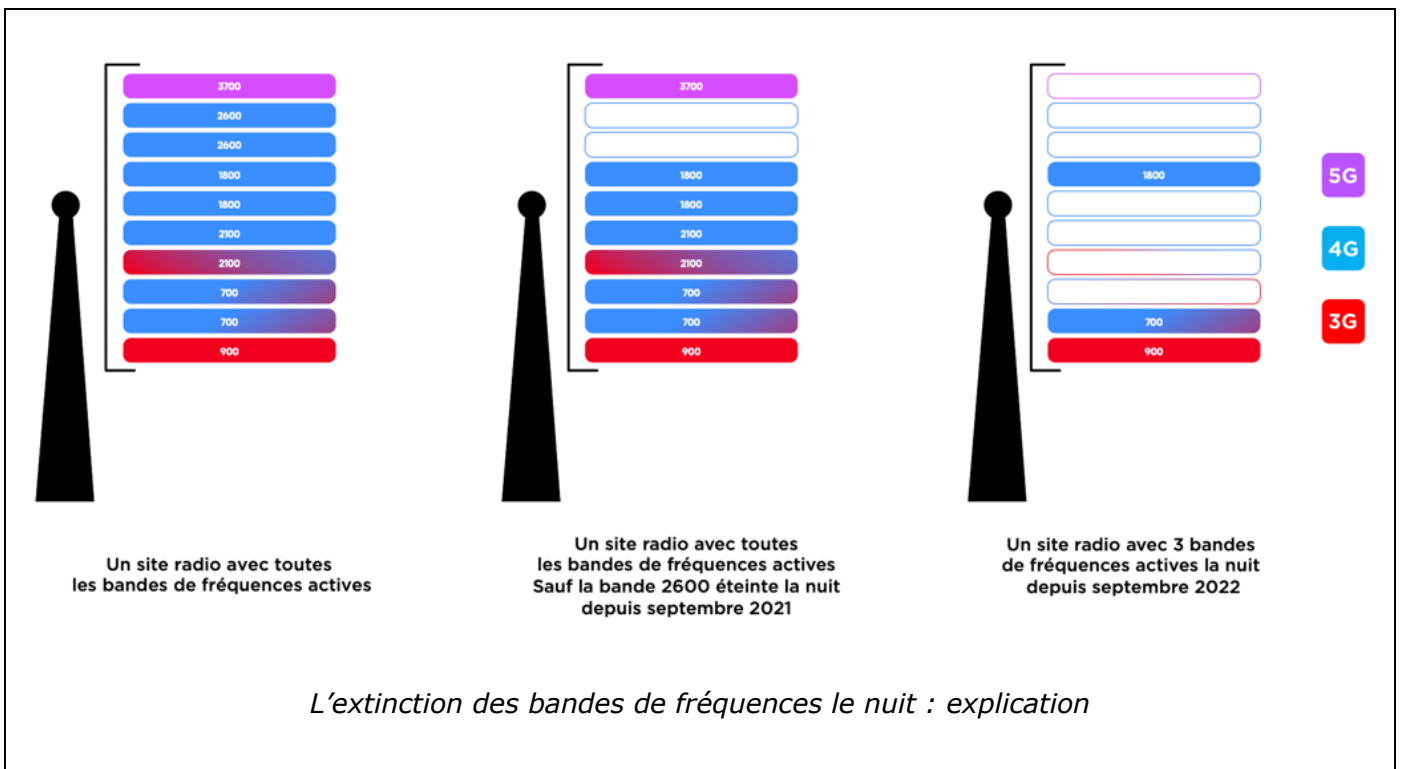 3700
2600
2600
1800
1800
2100
2100
700
700
900
Un site radio avec toutes
les bandes de fréquences actives
3700
1800
1800
2100
2100
700
700
900
Un site radio avec toutes
les bandes de fréquences actives
Sauf la bande 2600 éteinte la nuit
depuis septembre 2021
1800
700
900
Un site radio avec 3 bandes
de fréquences actives la nuit
depuis septembre 2022
5G
4G
3G
L’extinction des bandes de fréquences le nuit : explication